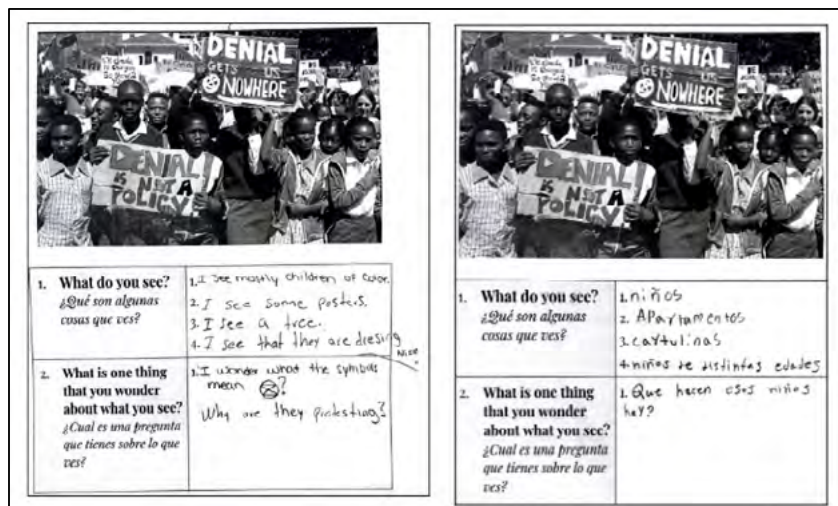 DENIAL
GETS US
NOWHERE
DENIAL
IS NOT A
POLICY!
1. What do you see?
¿Qué son algunas
cosas que ves?
1. I see mostly children of color.
2. I see some posters.
3. I see a tree.
4. I see that they are dresing
Nice.
2. What is one thing
that you wonder
about what you see?
¿Cual es una pregunta
que tienes sobre lo que
ves?
1. I wonder what the symbols
mean ?
Why are they protesting?
DENIAL
GETS US
NOWHERE
DENIAL
IS NOT A
POLICY!
1. What do you see?
¿Qué son algunas
cosas que ves?
1. niños
2. APartamentos
3. cartulinas
4. niños de distintas edades
2. What is one thing
that you wonder
about what you see?
¿Cual es una pregunta
que tienes sobre lo que
ves?
1. Que hacen esos niños
hay?